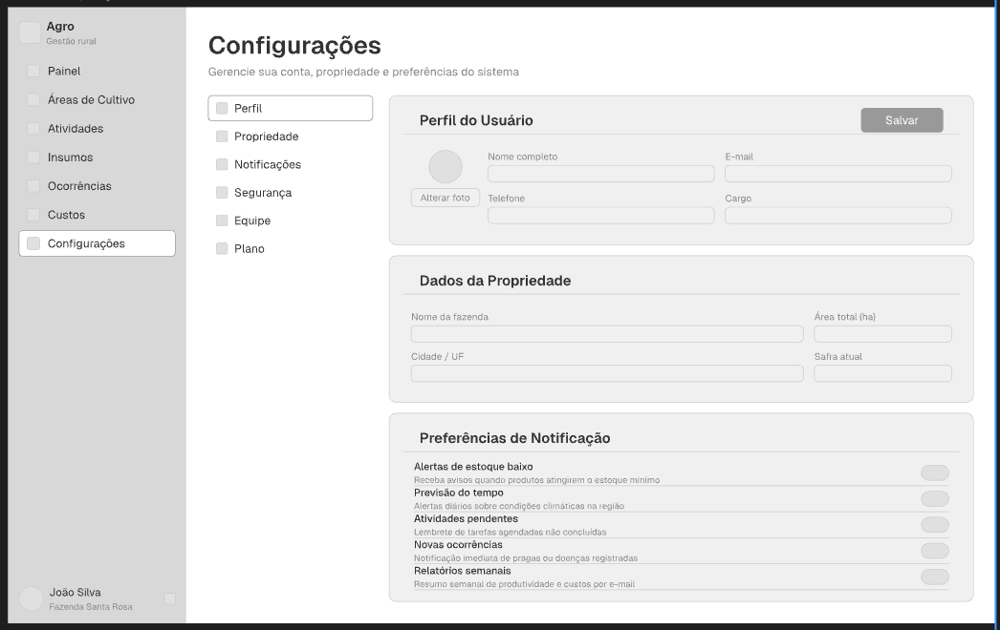 Agro
Gestão rural
Painel
Áreas de Cultivo
Atividades
Insumos
Ocorrências
Custos
Configurações
João Silva
Fazenda Santa Rosa
Configurações
Gerencie sua conta, propriedade e preferências do sistema
Perfil
Propriedade
Notificações
Segurança
Equipe
Plano
Perfil do Usuário
Salvar
Alterar foto
Nome completo
E-mail
Telefone
Cargo
Dados da Propriedade
Nome da fazenda
Área total (ha)
Cidade / UF
Safra atual
Preferências de Notificação
Alertas de estoque baixo
Receba avisos quando produtos atingirem o estoque mínimo
Previsão do tempo
Alertas diários sobre condições climáticas na região
Atividades pendentes
Lembrete de tarefas agendadas não concluídas
Novas ocorrências
Notificação imediata de pragas ou doenças registradas
Relatórios semanais
Resumo semanal de produtividade e custos por e-mail